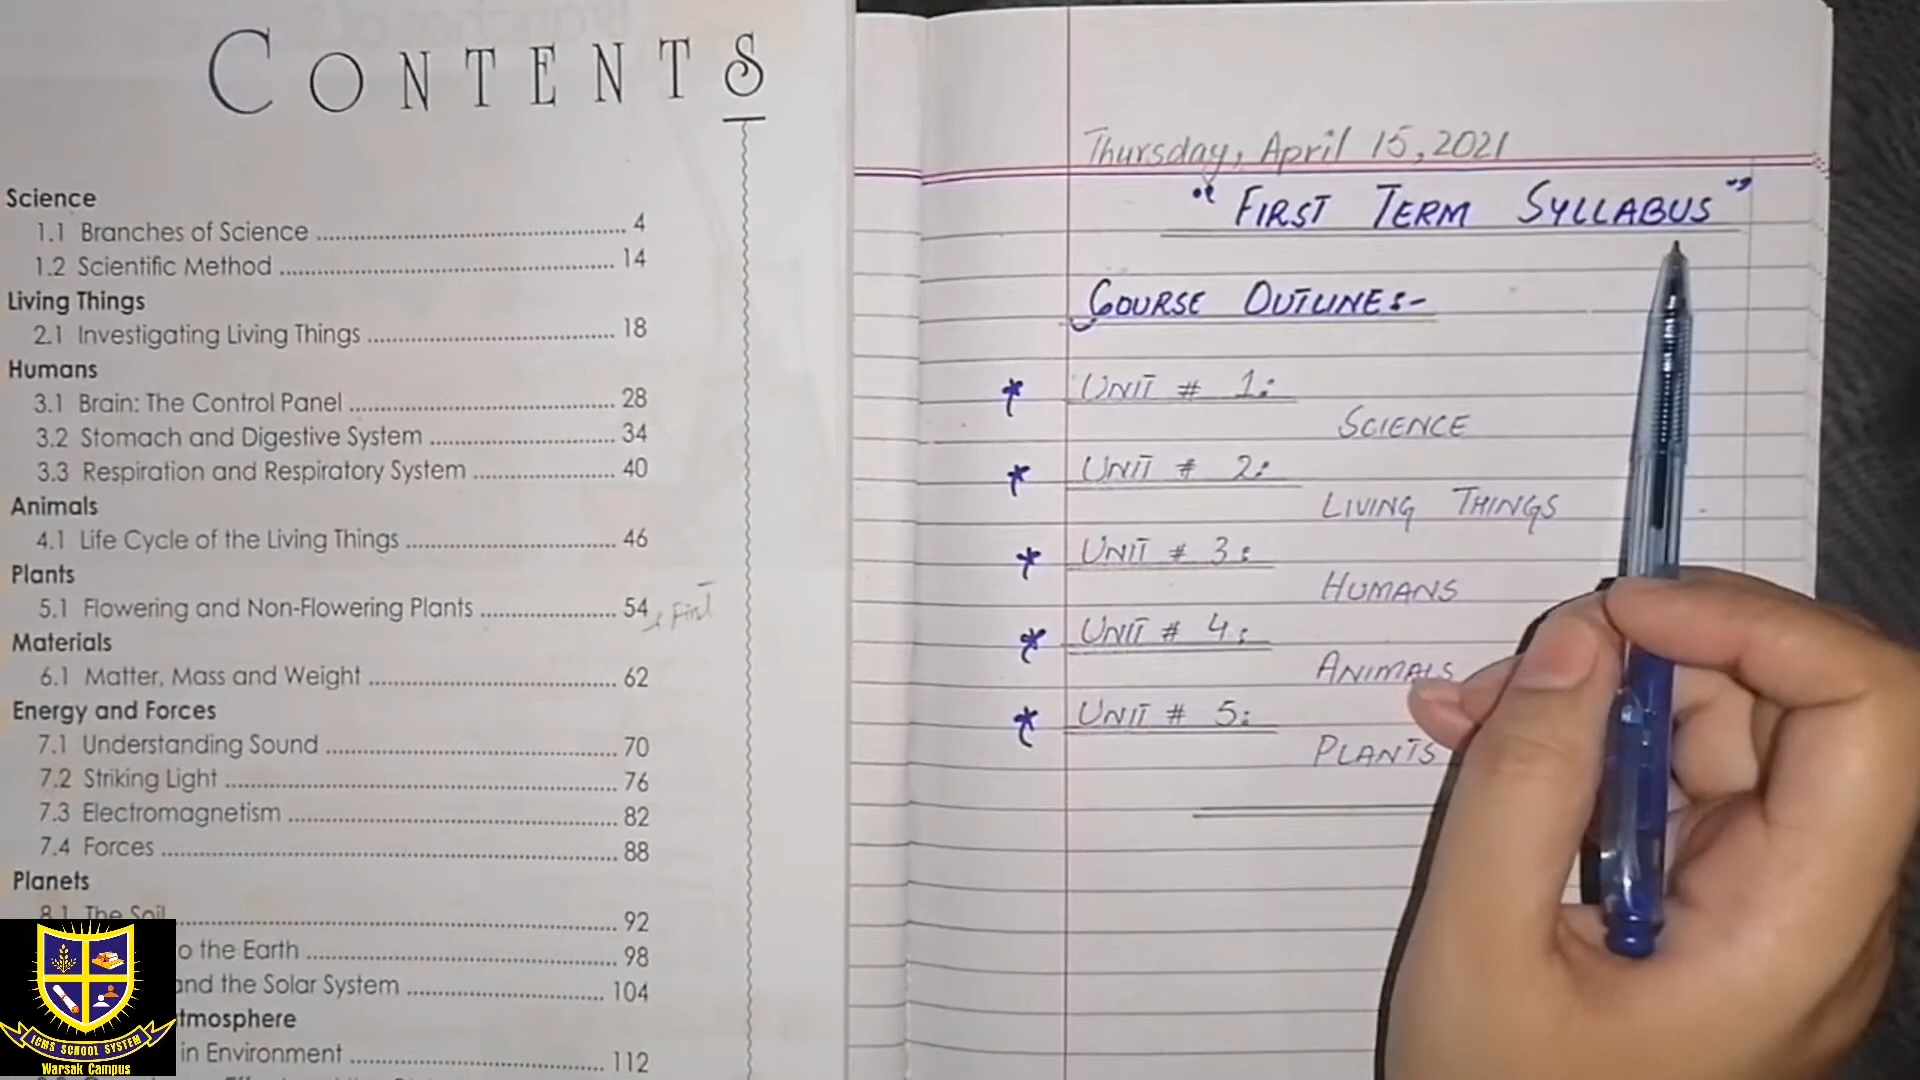 CONTENTS
Science
1.1 Branches of Science ........ 4
1.2 Scientific Method ........ 14
Living Things
2.1 Investigating Living Things ........ 18
Humans
3.1 Brain: The Control Panel ........ 28
3.2 Stomach and Digestive System ........ 34
3.3 Respiration and Respiratory System ........ 40
Animals
4.1 Life Cycle of the Living Things ........ 46
Plants
5.1 Flowering and Non-Flowering Plants ........ 54
First
Materials
6.1 Matter, Mass and Weight ........ 62
Energy and Forces
7.1 Understanding Sound ........ 70
7.2 Striking Light ........ 76
7.3 Electromagnetism ........ 82
7.4 Forces ........ 88
Planets
8.1 The Soil ........ 92
o the Earth ........ 98
and the Solar System ........ 104
tmosphere
in Environment ........ 112
ICMS SCHOOL SYSTEM
Warsak Campus
Thursday, April 15, 2021
"FIRST TERM SYLLABUS"
COURSE OUTLINE:-
* UNIT # 1:
SCIENCE
* UNIT # 2:
LIVING THINGS
* UNIT # 3:
HUMANS
* UNIT # 4:
ANIMALS
* UNIT # 5:
PLANTS